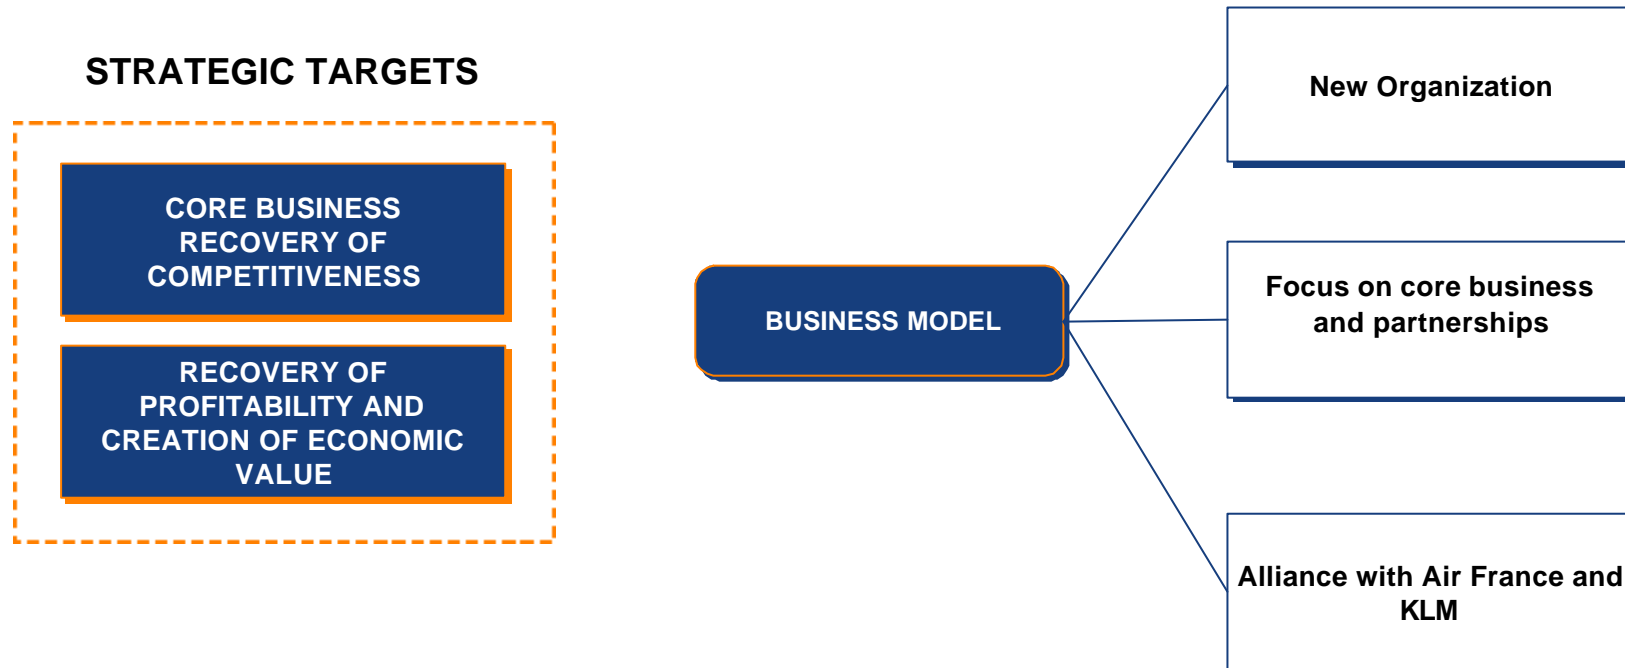 STRATEGIC TARGETS
CORE BUSINESS
RECOVERY OF
COMPETITIVENESS
RECOVERY OF
PROFITABILITY AND
CREATION OF ECONOMIC
VALUE
BUSINESS MODEL
New Organization
Focus on core business
and partnerships
Alliance with Air France and
KLM